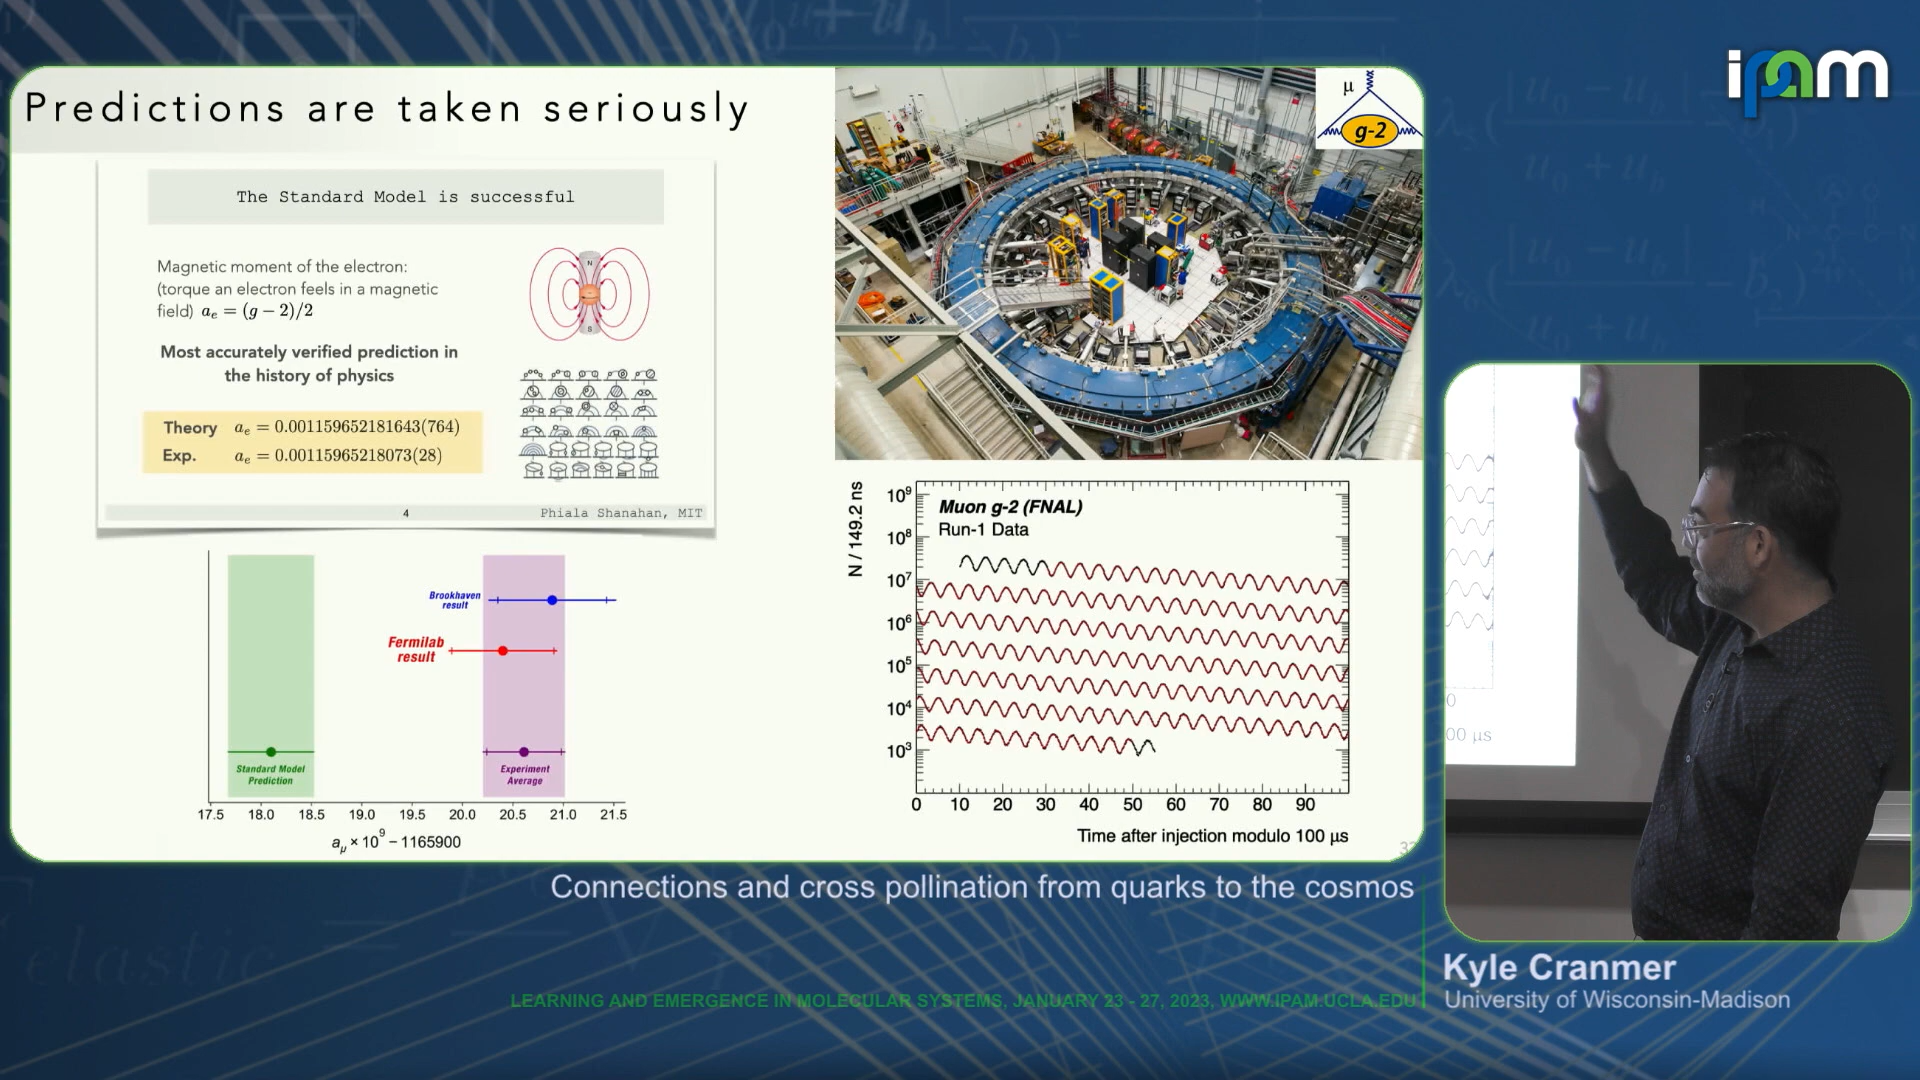 Predictions are taken seriously
The Standard Model is successful
Magnetic moment of the electron:
(torque an electron feels in a magnetic
field) aₑ = (g − 2)/2
Most accurately verified prediction in
the history of physics
Theory aₑ = 0.001159652181643(764)
Exp. aₑ = 0.00115965218073(28)
N
S
4
Phiala Shanahan, MIT
Brookhaven
result
Fermilab
result
Standard Model
Prediction
Experiment
Average
17.5 18.0 18.5 19.0 19.5 20.0 20.5 21.0 21.5
aμ × 10⁹ − 1165900
μ
g-2
N / 149.2 ns
Muon g-2 (FNAL)
Run-1 Data
10⁹
10⁸
10⁷
10⁶
10⁵
10⁴
10³
0 10 20 30 40 50 60 70 80 90
Time after injection modulo 100 μs
ipam
0
00 μs
Connections and cross pollination from quarks to the cosmos
Kyle Cranmer
University of Wisconsin-Madison
LEARNING AND EMERGENCE IN MOLECULAR SYSTEMS, JANUARY 23 - 27, 2023, WWW.IPAM.UCLA.EDU
elastic